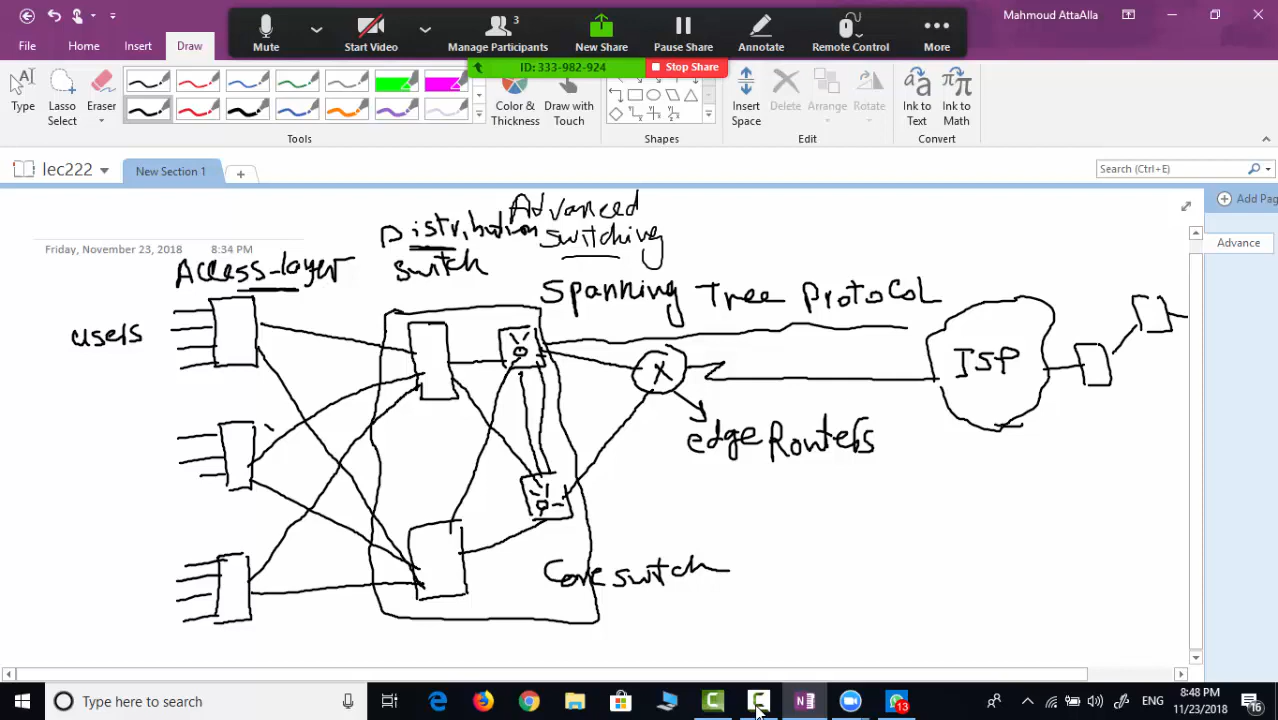 Mahmoud AttaAlla
Mute
Start Video
3
Manage Participants
New Share
Pause Share
Annotate
Remote Control
More
File
Home
Insert
Draw
ID: 333-982-924
Stop Share
Type
Lasso Select
Eraser
Color & Thickness
Draw with Touch
Insert Space
Delete
Arrange
Rotate
Ink to Text
Ink to Math
Tools
Shapes
Edit
Convert
lec222
New Section 1
Search (Ctrl+E)
Add Pag
Advance
Friday, November 23, 2018 8:34 PM
Advanced
switching
Distribution
switch
Access-layer
Spanning Tree Protocol
users
X
ISP
edge Routers
Core switch
Type here to search
13
ENG
8:48 PM
11/23/2018
16